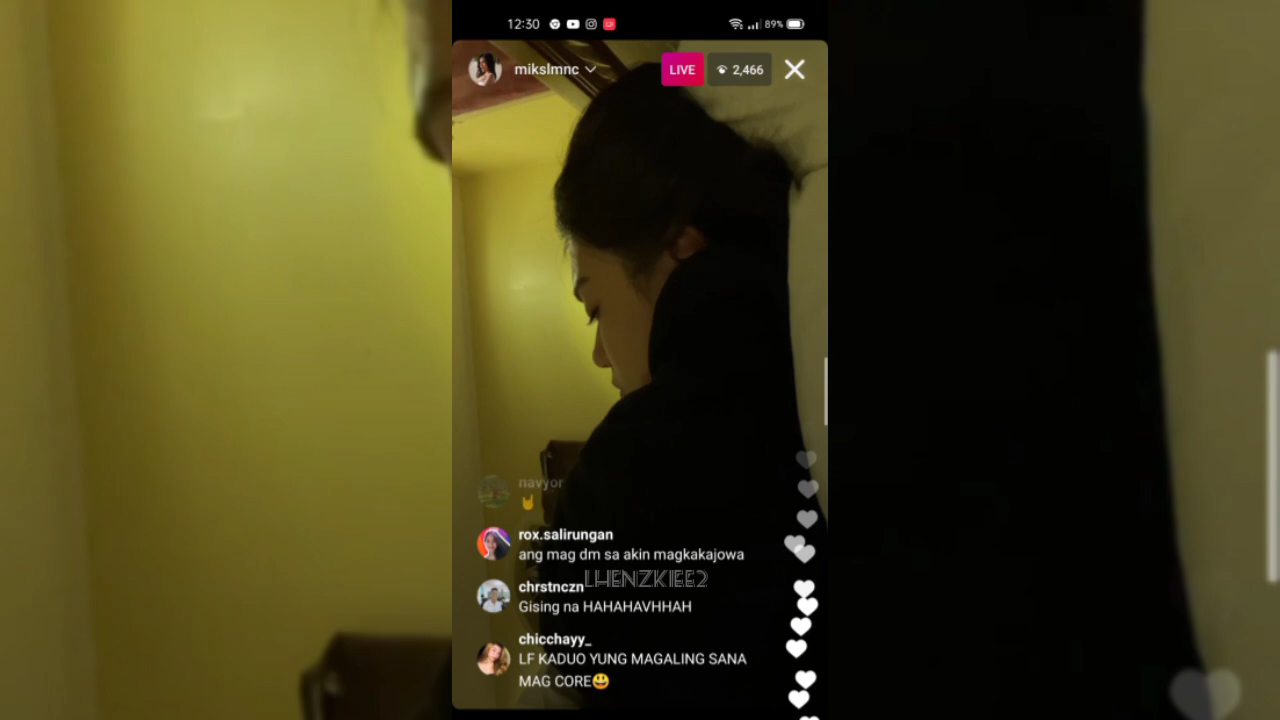 12:30
89%
mikslmnc
LIVE
2,466
navyor
🤘
rox.salirungan
ang mag dm sa akin magkakajowa
LHENZKIEE2
chrstnczn
Gising na HAHAHAVHHAH
chicchayy_
LF KADUO YUNG MAGALING SANA
MAG CORE😃